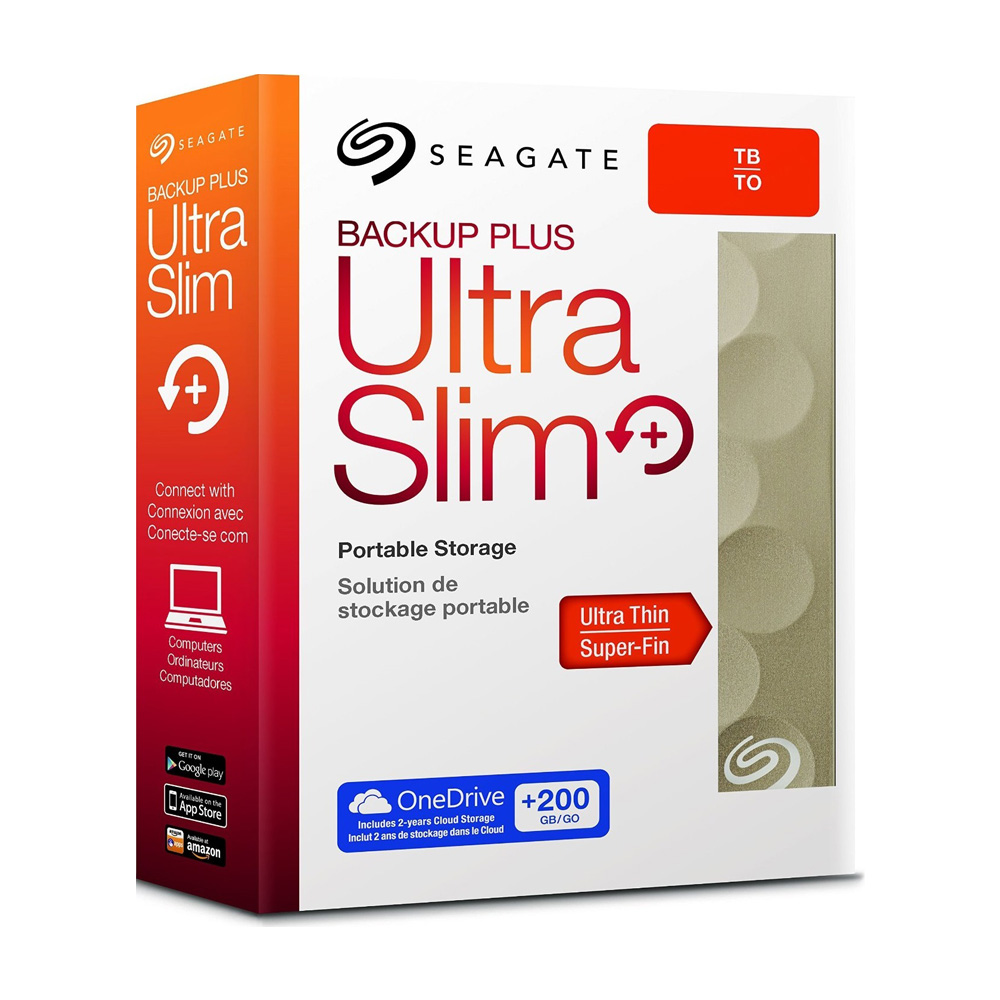 SEAGATE
BACKUP PLUS
Ultra
Slim
Connect with
Connexion avec
Conecte-se com
Computers
Ordinateurs
Computadores
GET IT ON
Google play
Available on the
App Store
Available at
amazon
SEAGATE
TB
TO
BACKUP PLUS
Ultra
Slim
Portable Storage
Solution de
stockage portable
Ultra Thin
Super-Fin
OneDrive
Includes 2-years Cloud Storage
Inclut 2 ans de stockage dans le Cloud
+200
GB/GO